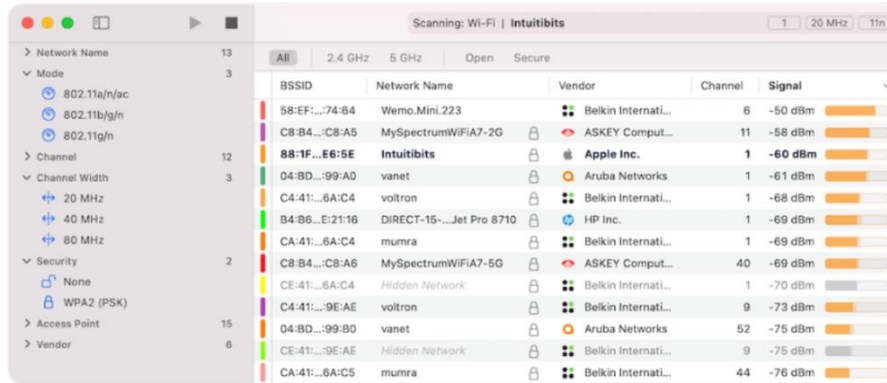 Scanning: Wi-Fi | Intuitibits
1 20 MHz 11n
Network Name 13
Mode 3
802.11a/n/ac
802.11b/g/n
802.11g/n
Channel 12
Channel Width 3
20 MHz
40 MHz
80 MHz
Security 2
None
WPA2 (PSK)
Access Point 15
Vendor 6
All 2.4 GHz 5 GHz Open Secure
BSSID Network Name Vendor Channel Signal
58:EF:...:74:64 Wemo.Mini.223 Belkin Internati... 6 -50 dBm
C8:B4...:C8:A5 MySpectrumWiFiA7-2G ASKEY Comput... 11 -58 dBm
88:1F...E6:5E Intuitibits Apple Inc. 1 -60 dBm
04:BD...:99:A0 vanet Aruba Networks 1 -61 dBm
C4:41:...6A:C4 voltron Belkin Internati... 1 -68 dBm
B4:B6...E:21:16 DIRECT-15-...Jet Pro 8710 hp HP Inc. 1 -69 dBm
CA:41:...6A:C4 mumra Belkin Internati... 1 -69 dBm
C8:B4...:C8:A6 MySpectrumWiFiA7-5G ASKEY Comput... 40 -69 dBm
CE:41:...6A:C4 Hidden Network Belkin Internati... 1 -70 dBm
C4:41:...:9E:AE voltron Belkin Internati... 9 -73 dBm
04:BD...:99:B0 vanet Aruba Networks 52 -75 dBm
CE:41:...:9E:AE Hidden Network Belkin Internati... 9 -75 dBm
CA:41:...6A:C5 mumra Belkin Internati... 44 -76 dBm